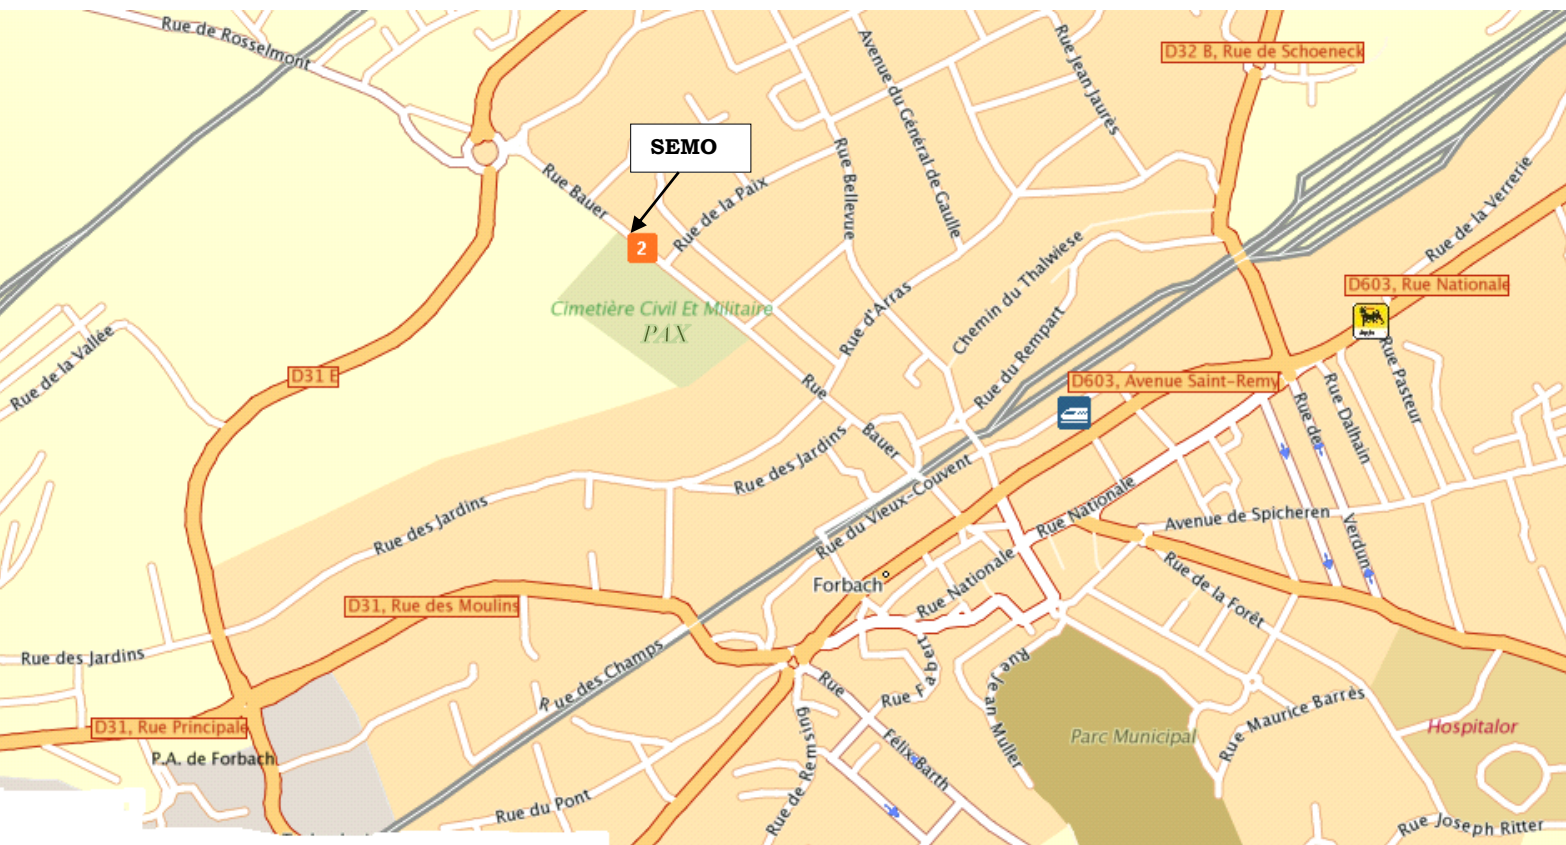 Rue de Rosselmont
Avenue du Général de Gaulle
Rue Jean Jaurès
D32 B, Rue de Schoeneck
SEMO
Rue Bauer
Rue de la Paix
Rue Bellevue
Rue de la Verrerie
2
Chemin du Thalwiese
D603, Rue Nationale
Cimetière Civil Et Militaire
PAX
Rue d'Arras
Rue du Rempart
Rue de la Vallée
D31 E
D603, Avenue Saint-Remy
Rue Pasteur
Rue Dalhain
Rue de
Verdun
Rue
Bauer
Rue des Jardins
Rue du Vieux-Couvent
Rue Nationale
Avenue de Spicheren
Rue des Jardins
Forbach
Rue Nationale
Rue de la Forêt
D31, Rue des Moulins
Rue des Jardins
Rue des Champs
Rue Fabert
Rue Jean Muller
Rue
Félix Barth
Rue Maurice Barrès
D31, Rue Principale
Parc Municipal
Hospitalor
P.A. de Forbach
Rue de Remsing
Rue du Pont
Rue Joseph Ritter